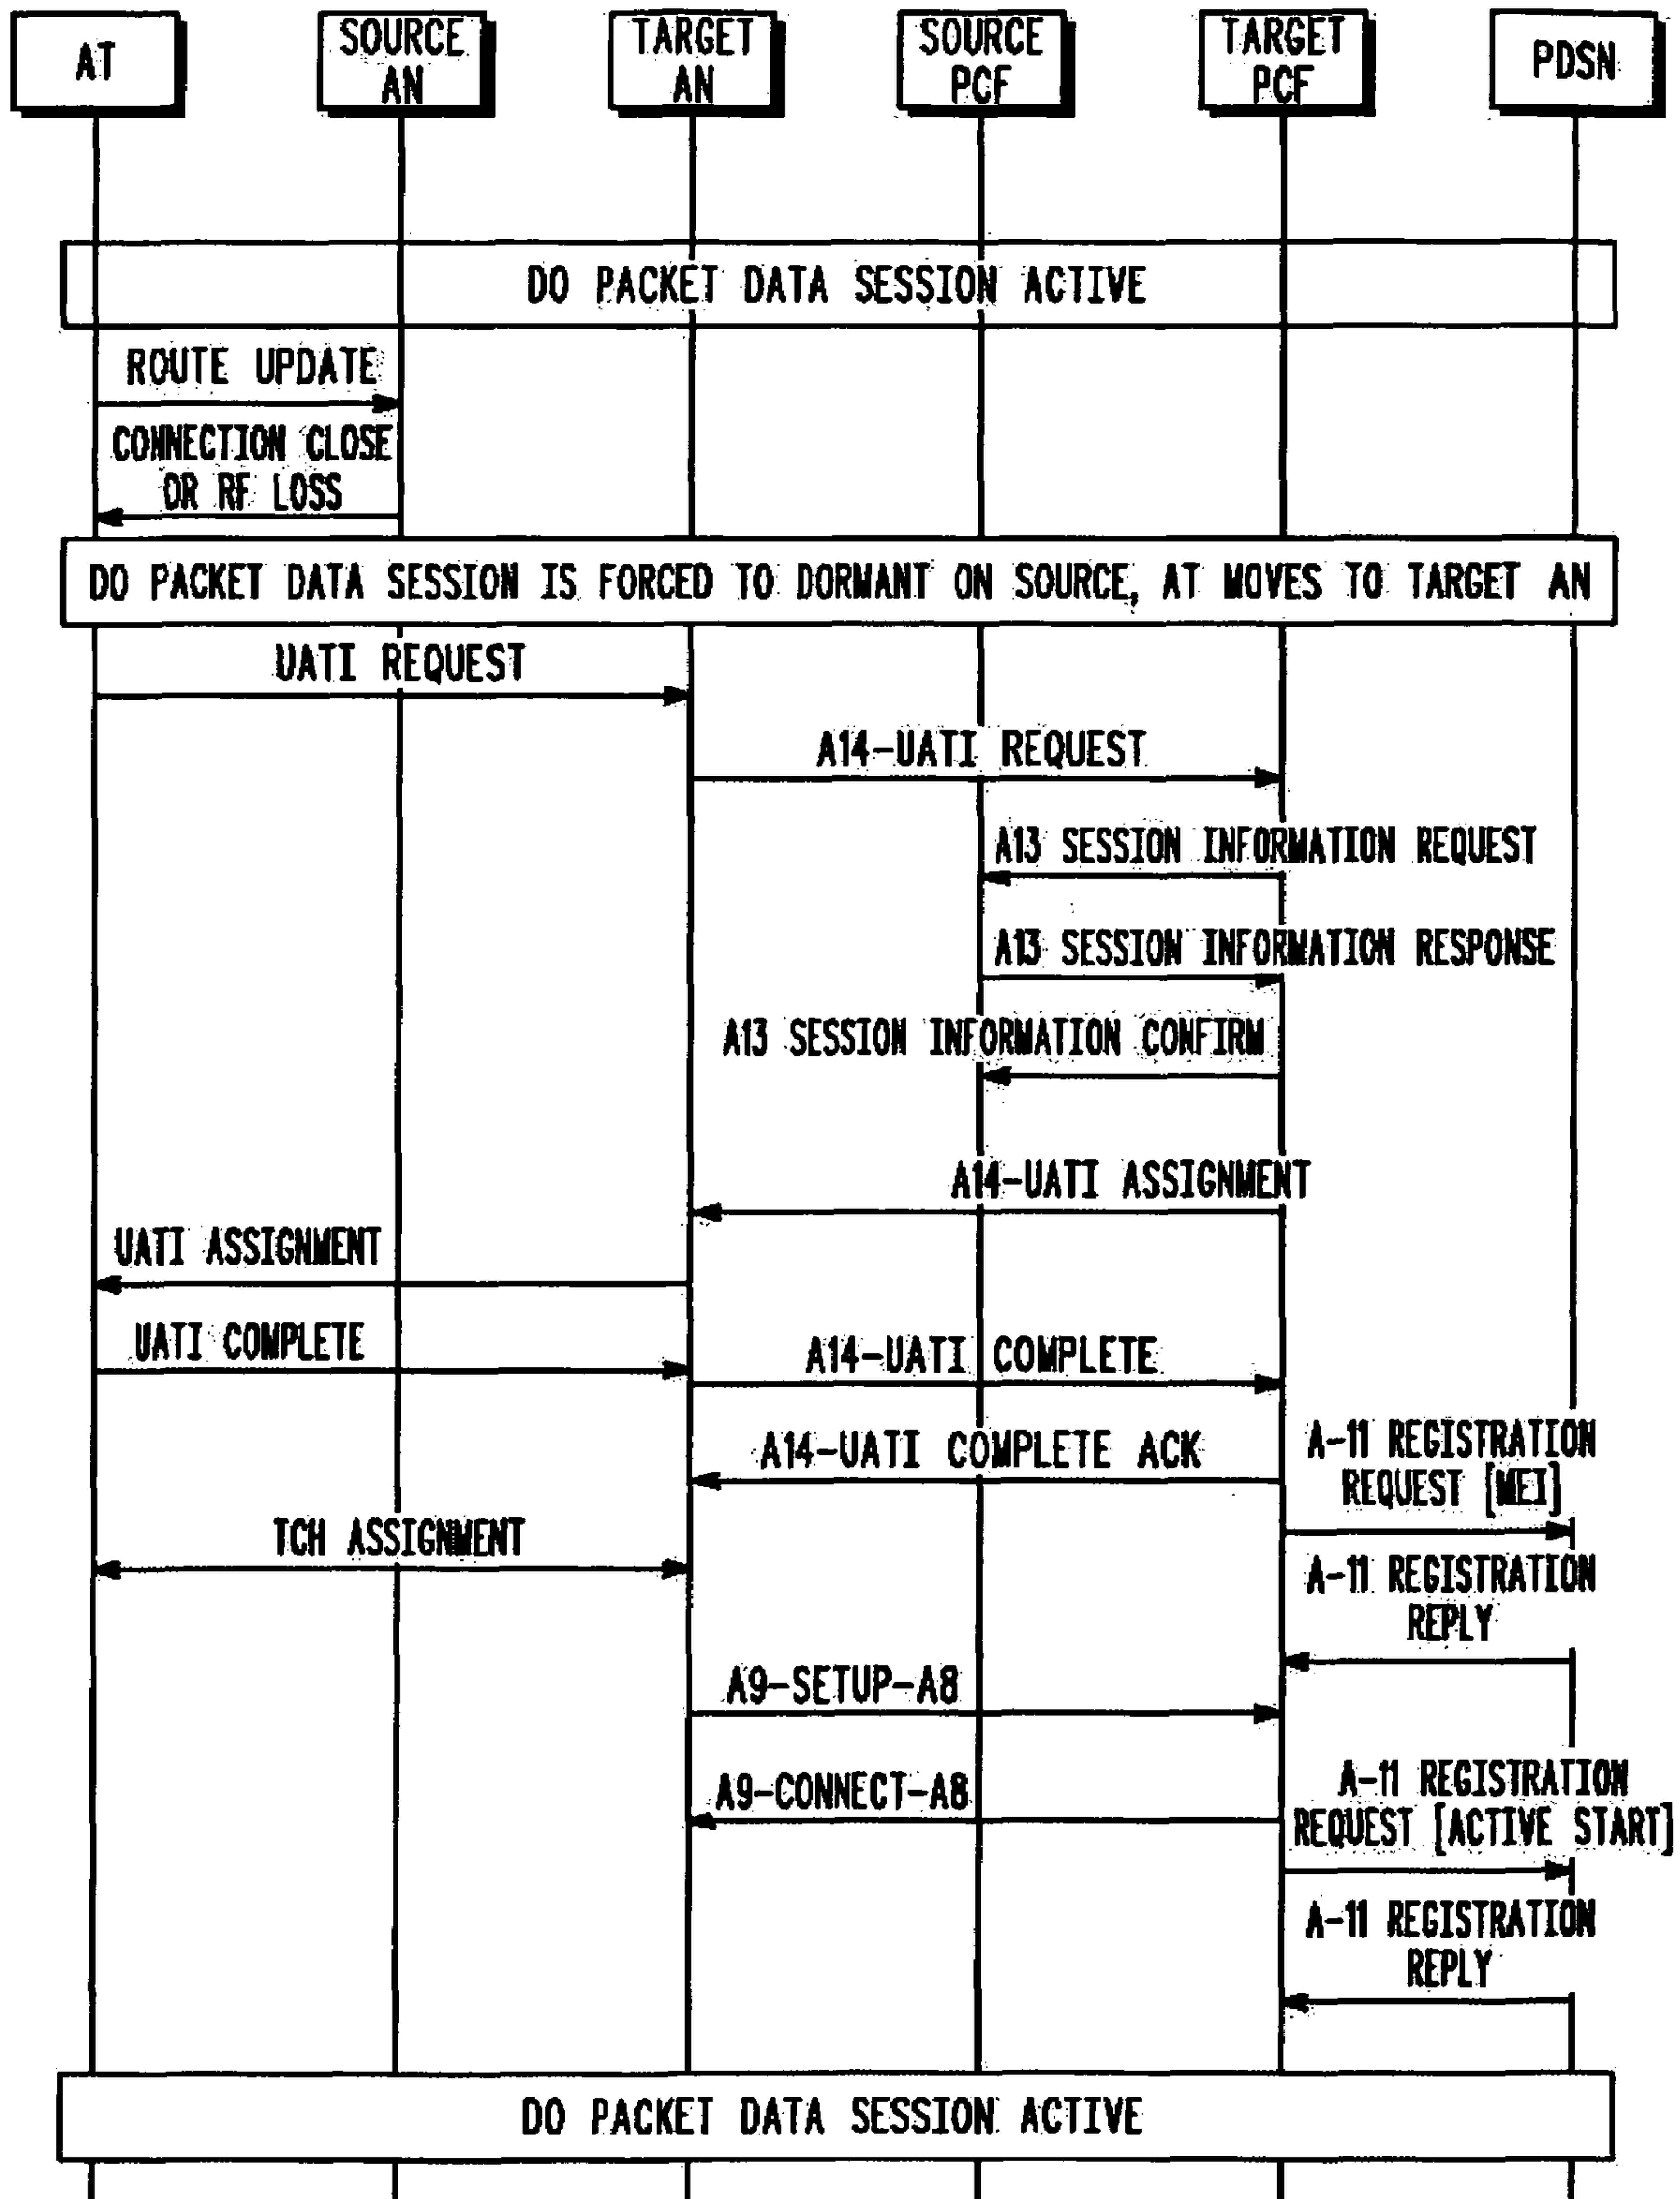 AT
SOURCE
AN
TARGET
AN
SOURCE
PCF
TARGET
PCF
PDSN
DO PACKET DATA SESSION ACTIVE
ROUTE UPDATE
CONNECTION CLOSE
OR RF LOSS
DO PACKET DATA SESSION IS FORCED TO DORMANT ON SOURCE, AT MOVES TO TARGET AN
UATI REQUEST
A14-UATI REQUEST
A13 SESSION INFORMATION REQUEST
A13 SESSION INFORMATION RESPONSE
A13 SESSION INFORMATION CONFIRM
A14-UATI ASSIGNMENT
UATI ASSIGNMENT
UATI COMPLETE
A14-UATI COMPLETE
A14-UATI COMPLETE ACK
A-11 REGISTRATION
REQUEST [MEI]
TCH ASSIGNMENT
A-11 REGISTRATION
REPLY
A9-SETUP-A8
A9-CONNECT-A8
A-11 REGISTRATION
REQUEST [ACTIVE START]
A-11 REGISTRATION
REPLY
DO PACKET DATA SESSION ACTIVE